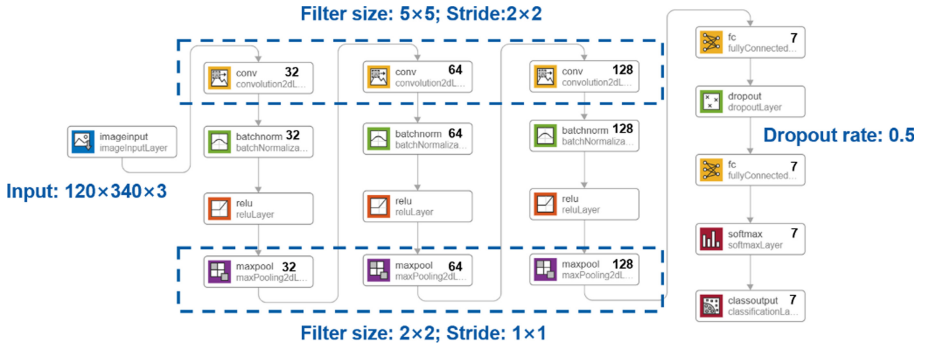 Filter size: 5×5; Stride:2×2
imageinput
imageInputLayer
Input: 120×340×3
conv 32
convolution2dL...
batchnorm 32
batchNormaliza...
relu
reluLayer
maxpool 32
maxPooling2dL...
conv 64
convolution2dL...
batchnorm 64
batchNormaliza...
relu
reluLayer
maxpool 64
maxPooling2dL...
conv 128
convolution2dL...
batchnorm 128
batchNormaliza...
relu
reluLayer
maxpool 128
maxPooling2dL...
Filter size: 2×2; Stride: 1×1
fc 7
fullyConnected...
dropout
dropoutLayer
Dropout rate: 0.5
fc 7
fullyConnected...
softmax 7
softmaxLayer
classoutput 7
classificationLa...